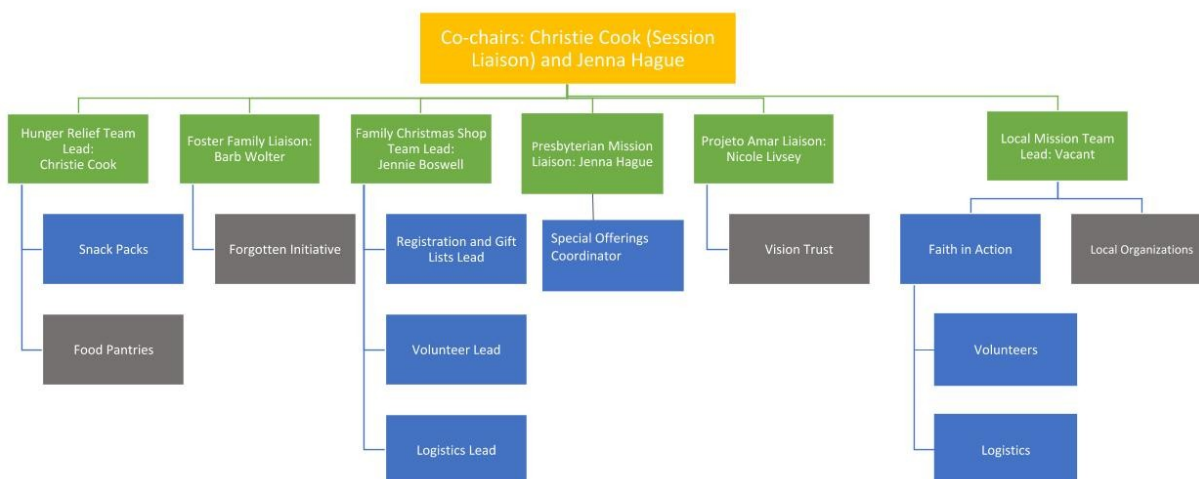 Co-chairs: Christie Cook (Session
Liaison) and Jenna Hague
Hunger Relief Team
Lead:
Christie Cook
Foster Family Liaison:
Barb Wolter
Family Christmas Shop
Team Lead:
Jennie Boswell
Presbyterian Mission
Liaison: Jenna Hague
Projeto Amar Liaison:
Nicole Livsey
Local Mission Team
Lead: Vacant
Snack Packs
Forgotten Initiative
Registration and Gift
Lists Lead
Special Offerings
Coordinator
Vision Trust
Faith in Action
Local Organizations
Food Pantries
Volunteer Lead
Volunteers
Logistics Lead
Logistics